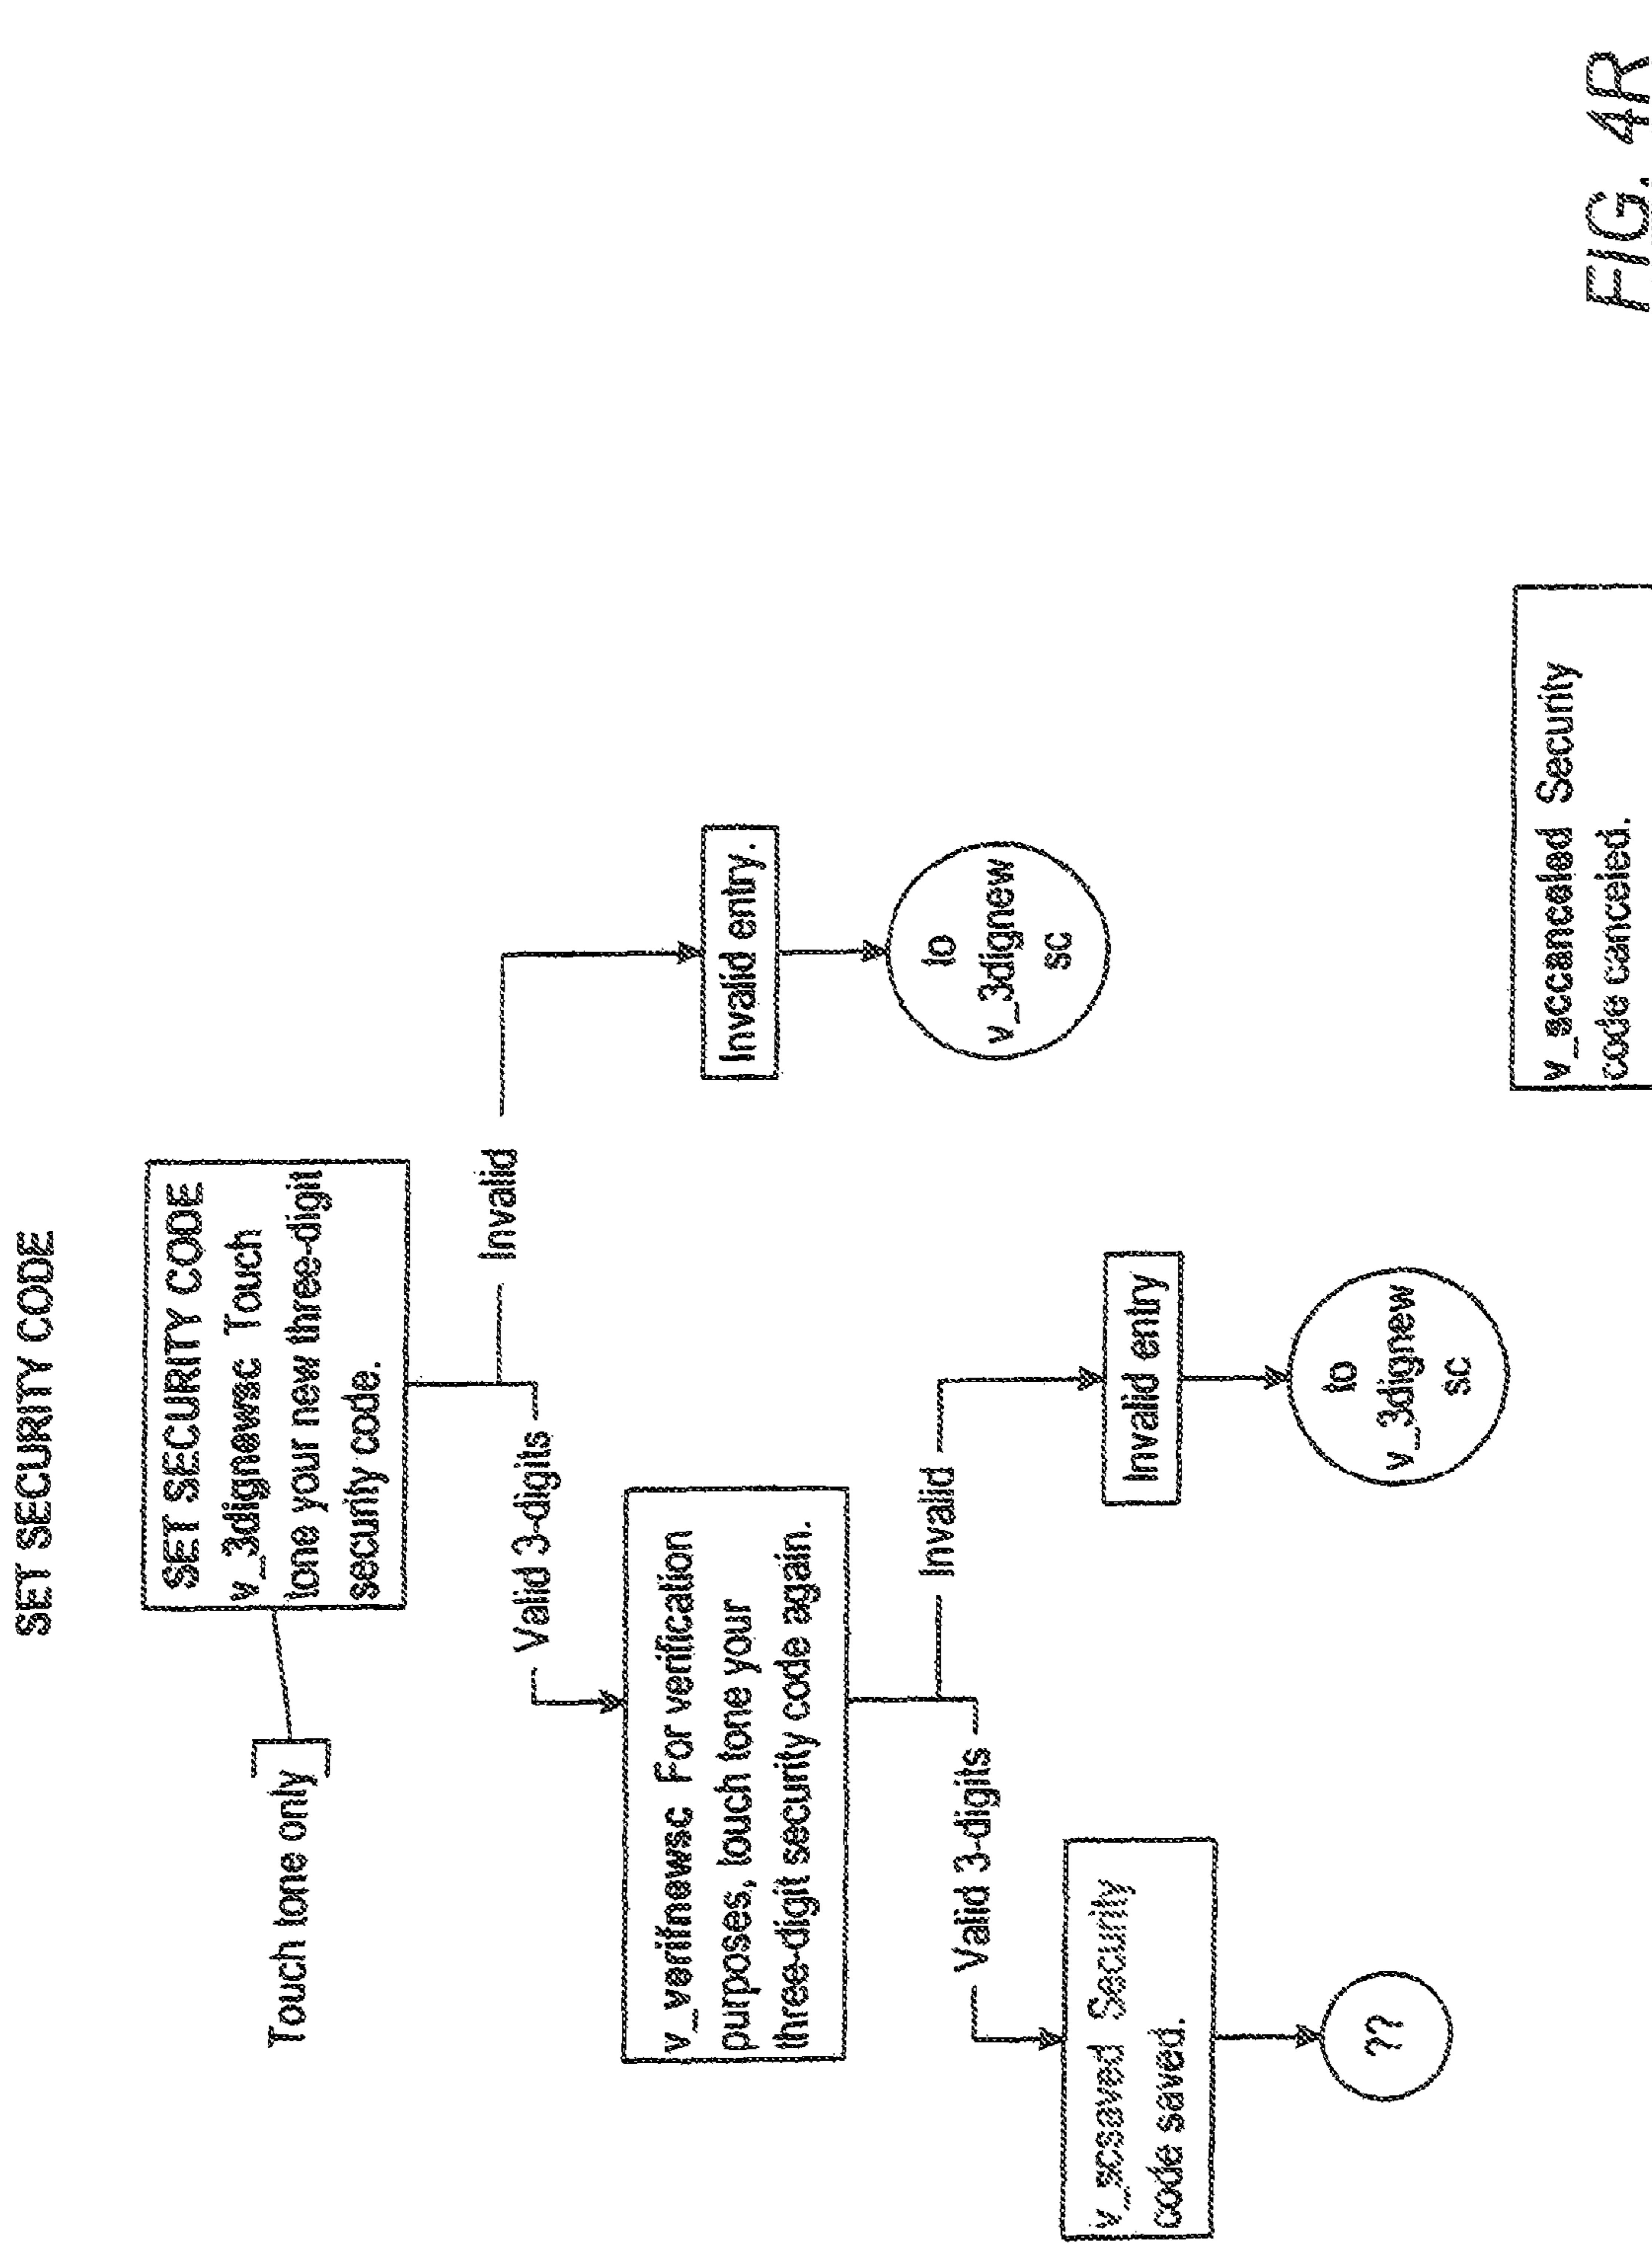 SET SECURITY CODE
Touch tone only
SET SECURITY CODE
v_3dignewsc Touch
tone your new three-digit
security code.
Valid 3-digits
Invalid
v_verifnewsc For verification
purposes, touch tone your
three-digit security code again.
Invalid entry.
to
v_3dignew
sc
Valid 3-digits
Invalid
v_scsaved Security
code saved.
??
Invalid entry
to
v_3dignew
sc
v_sccanceled Security
code canceled.
FIG. 4R